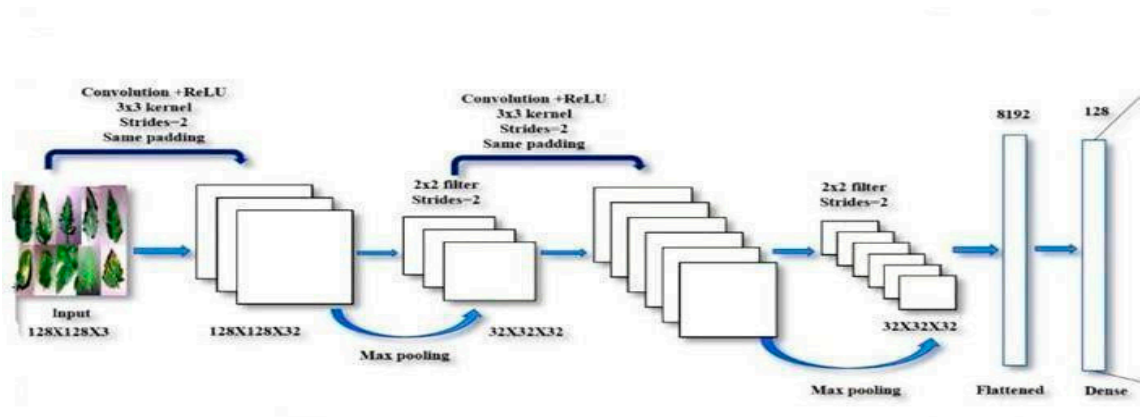 Convolution +ReLU
3x3 kernel
Strides=2
Same padding
Convolution +ReLU
3x3 kernel
Strides=2
Same padding
2x2 filter
Strides=2
2x2 filter
Strides=2
8192
128
Input
128X128X3
128X128X32
Max pooling
32X32X32
32X32X32
Max pooling
Flattened
Dense